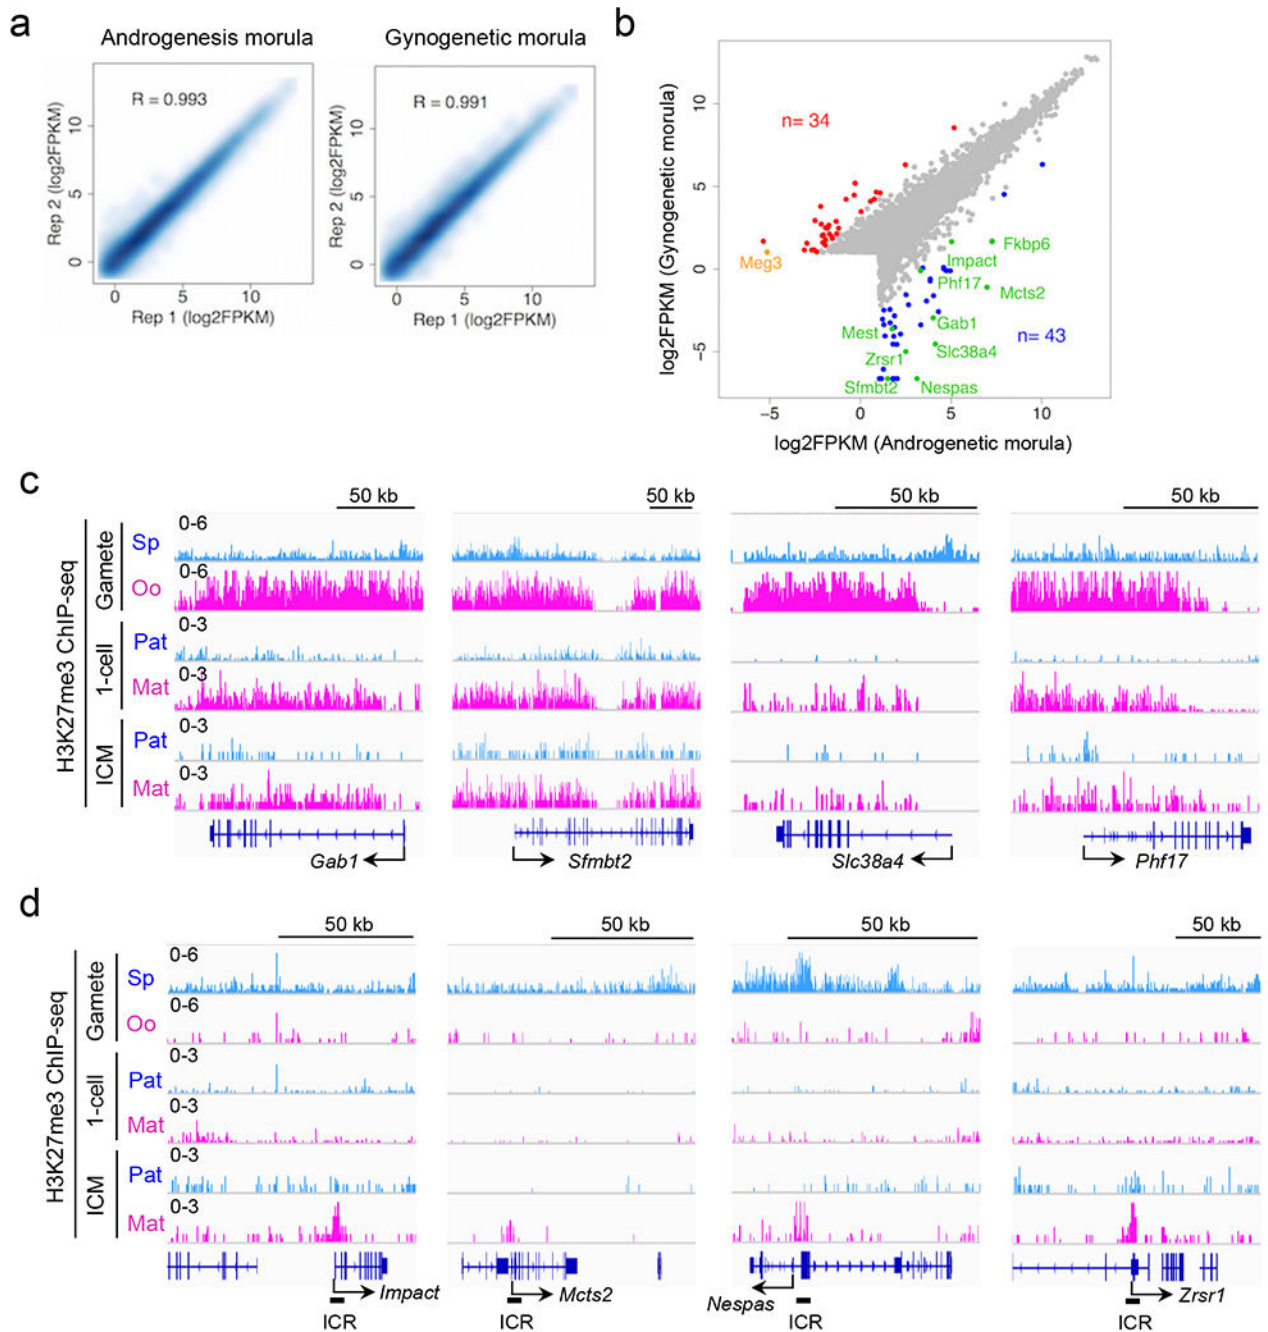 a
Androgenesis morula
Gynogenetic morula
R = 0.993
R = 0.991
Rep 2 (log2FPKM)
10
5
0
0
5
10
Rep 1 (log2FPKM)
Rep 2 (log2FPKM)
10
5
0
0
5
10
Rep 1 (log2FPKM)
b
log2FPKM (Gynogenetic morula)
10
5
0
−5
n= 34
Meg3
Fkbp6
Impact
Phf17
Mcts2
Gab1
Mest
n= 43
Slc38a4
Zrsr1
Sfmbt2
Nespas
−5
0
5
10
log2FPKM (Androgenetic morula)
c
50 kb
50 kb
50 kb
50 kb
H3K27me3 ChIP-seq
Gamete
1-cell
ICM
Sp
0-6
Oo
0-6
Pat
0-3
Mat
0-3
Pat
0-3
Mat
0-3
Gab1
Sfmbt2
Slc38a4
Phf17
d
50 kb
50 kb
50 kb
50 kb
H3K27me3 ChIP-seq
Gamete
1-cell
ICM
Sp
0-6
Oo
0-6
Pat
0-3
Mat
0-3
Pat
0-3
Mat
0-3
Impact
Mcts2
Nespas
Zrsr1
ICR
ICR
ICR
ICR